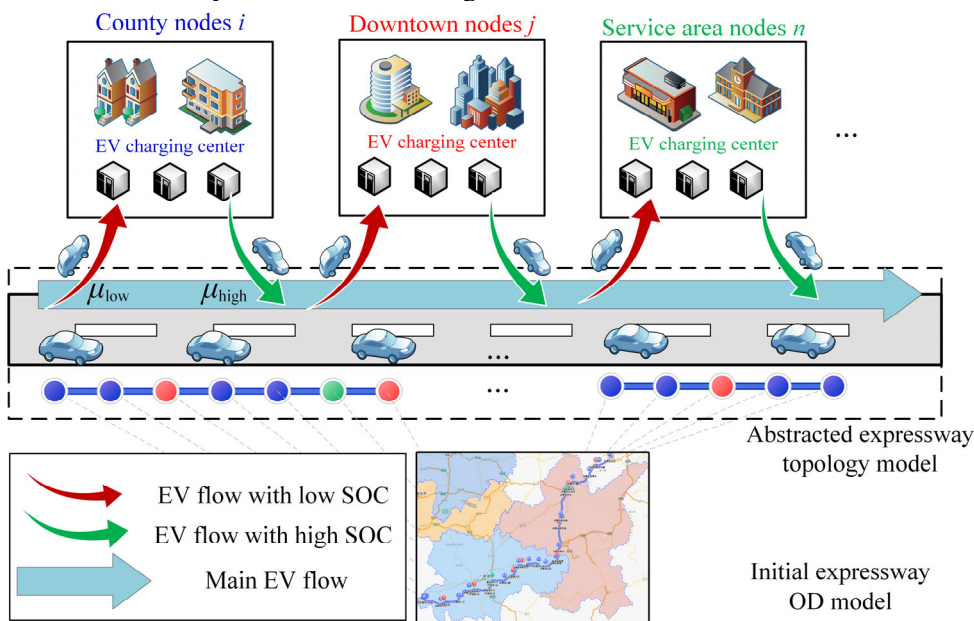 County nodes i
Downtown nodes j
Service area nodes n
EV charging center
EV charging center
EV charging center
...
μlow
μhigh
...
...
Abstracted expressway
topology model
EV flow with low SOC
EV flow with high SOC
Main EV flow
Initial expressway
OD model